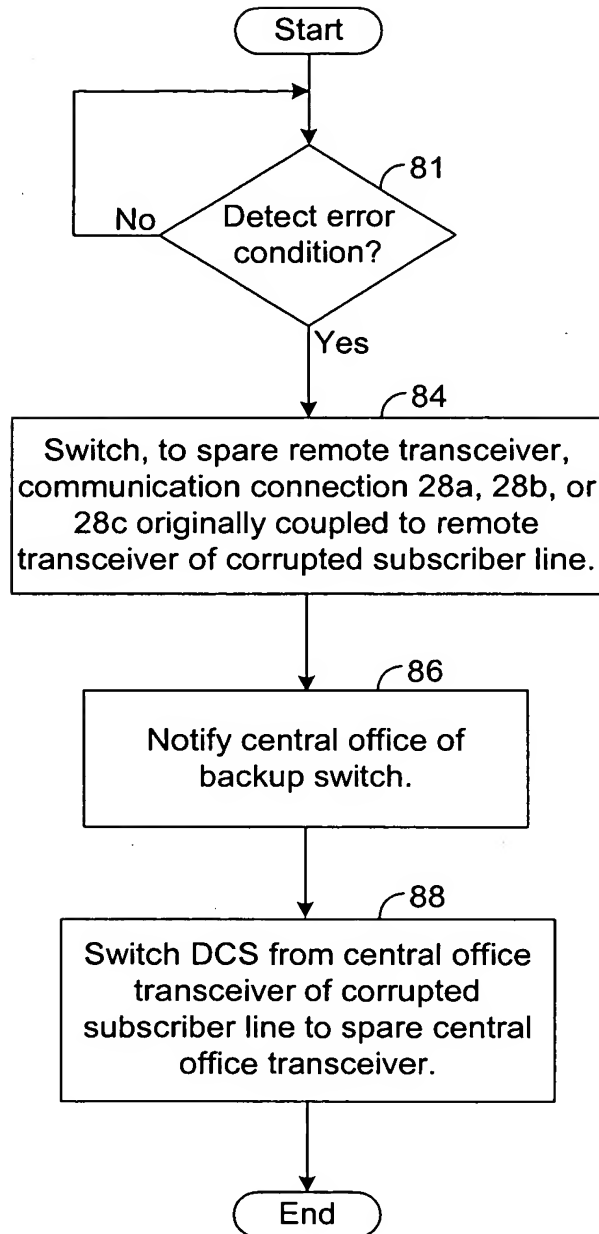 Start
81
Detect error
condition?
No
Yes
84
Switch, to spare remote transceiver,
communication connection 28a, 28b, or
28c originally coupled to remote
transceiver of corrupted subscriber line.
86
Notify central office of
backup switch.
88
Switch DCS from central office
transceiver of corrupted
subscriber line to spare central
office transceiver.
End